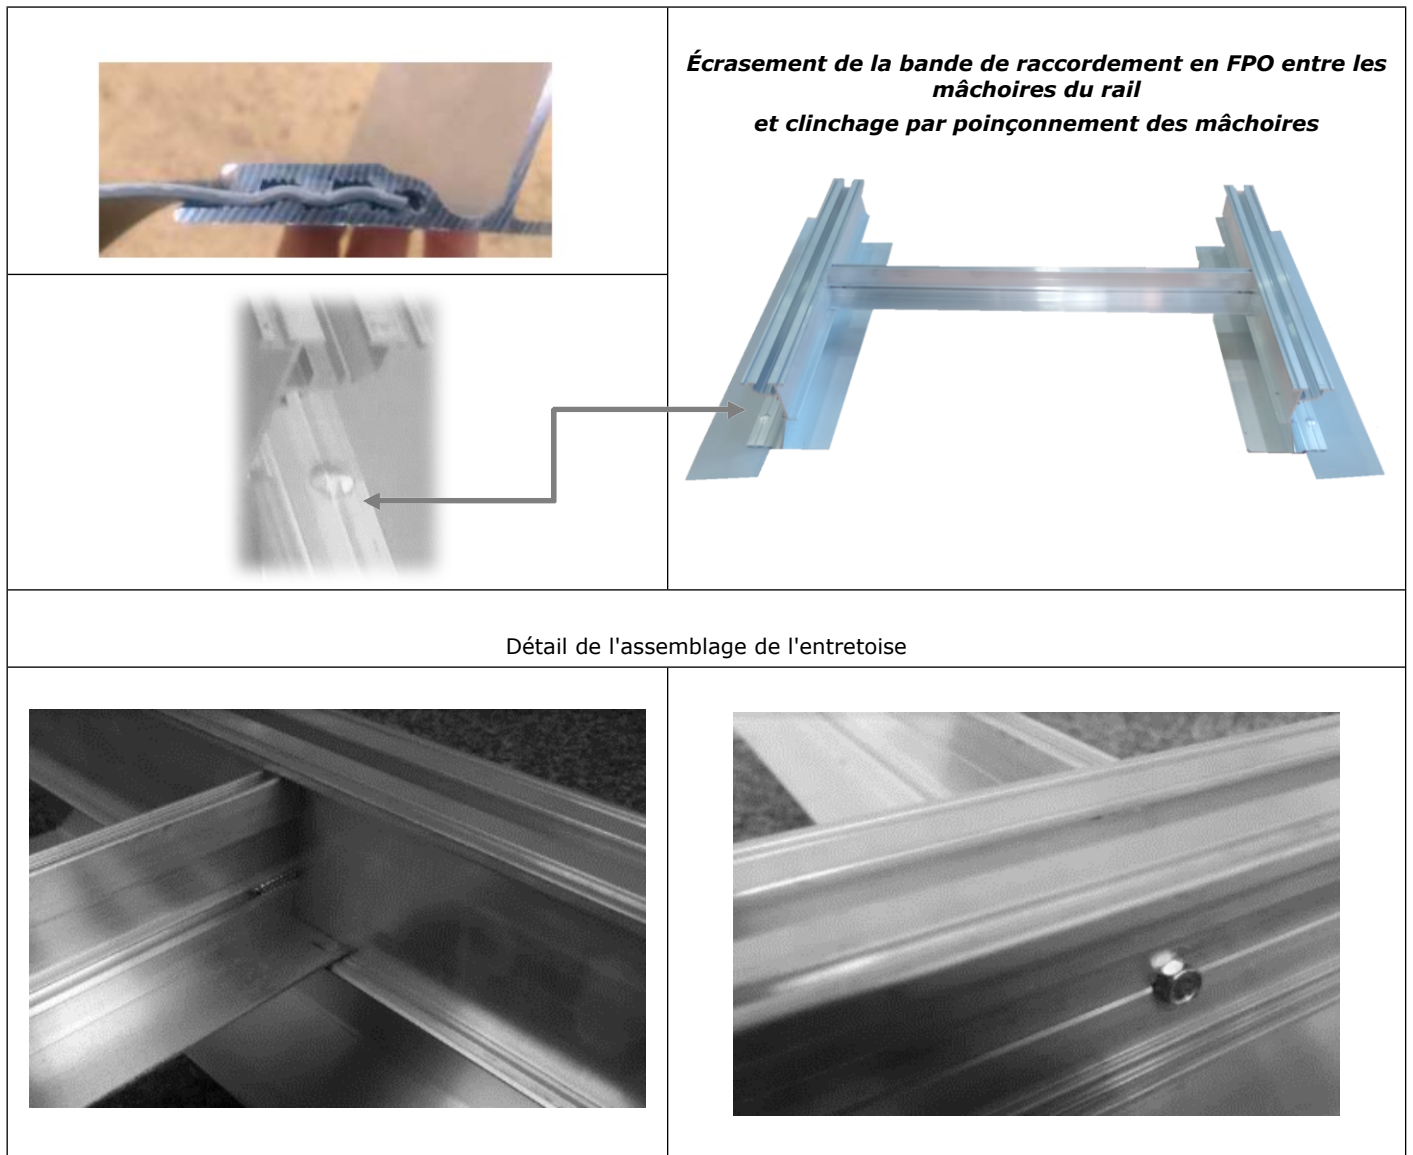 Écrasement de la bande de raccordement en FPO entre les
mâchoires du rail
et clinchage par poinçonnement des mâchoires
Détail de l'assemblage de l'entretoise